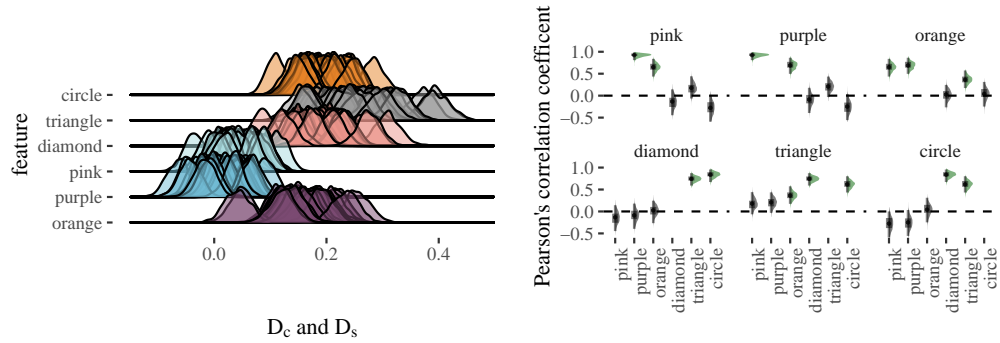 feature
circle
triangle
diamond
pink
purple
orange
0.0 0.2 0.4
D_c and D_s
Pearson's correlation coefficent
pink purple orange
1.0
0.5
0.0
−0.5
diamond triangle circle
1.0
0.5
0.0
−0.5
pink purple orange diamond triangle circle
pink purple orange diamond triangle circle
pink purple orange diamond triangle circle